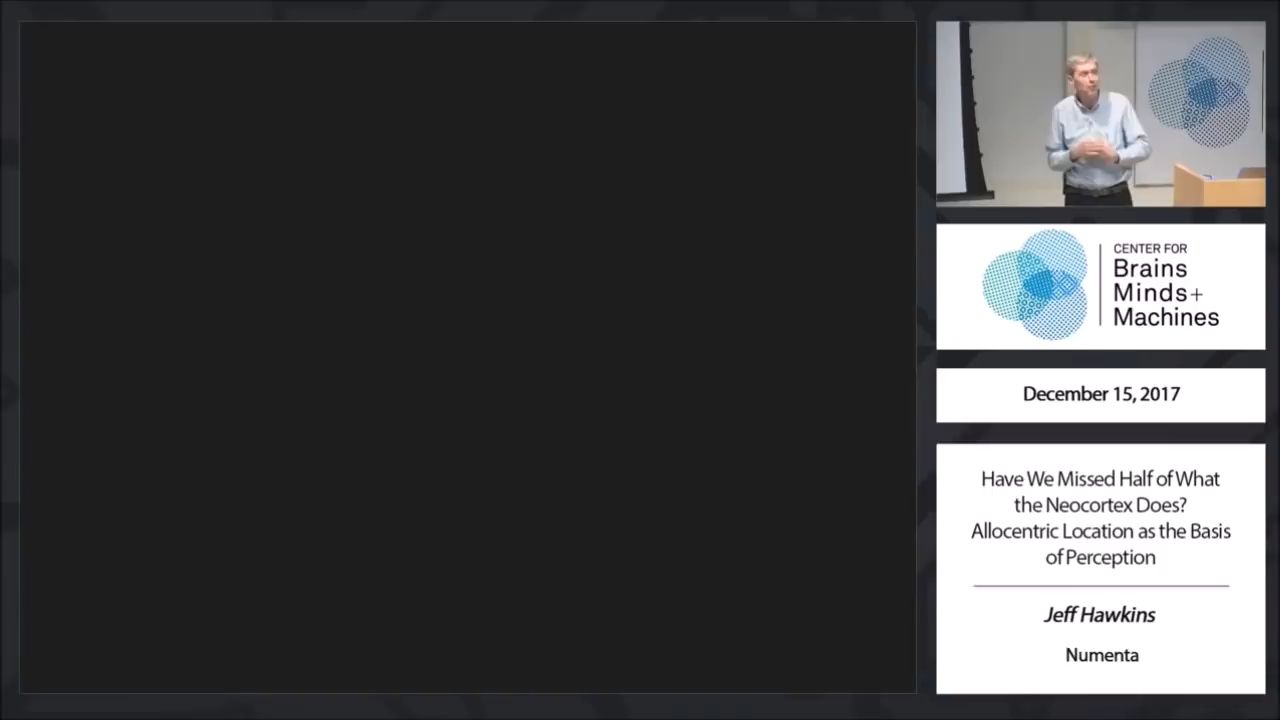 CENTER FOR
Brains
Minds+
Machines
December 15, 2017
Have We Missed Half of What
the Neocortex Does?
Allocentric Location as the Basis
of Perception
Jeff Hawkins
Numenta